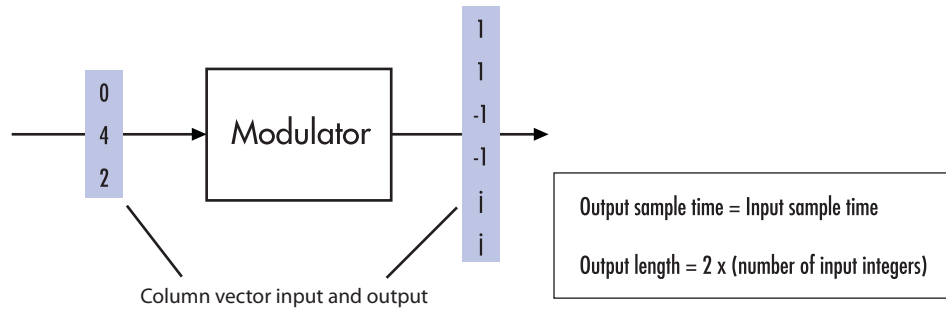 0
4
2
Modulator
1
1
-1
-1
i
i
Output sample time = Input sample time
Output length = 2 x (number of input integers)
Column vector input and output